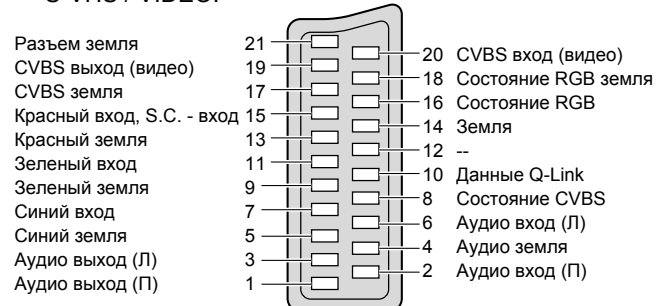 S-VHS / VIDEO.
Разъем земля 21
CVBS выход (видео) 19
CVBS земля 17
Красный вход, S.C. - вход 15
Красный земля 13
Зеленый вход 11
Зеленый земля 9
Синий вход 7
Синий земля 5
Аудио выход (Л) 3
Аудио выход (П) 1
20 CVBS вход (видео)
18 Состояние RGB земля
16 Состояние RGB
14 Земля
12 --
10 Данные Q-Link
8 Состояние CVBS
6 Аудио вход (Л)
4 Аудио земля
2 Аудио вход (П)